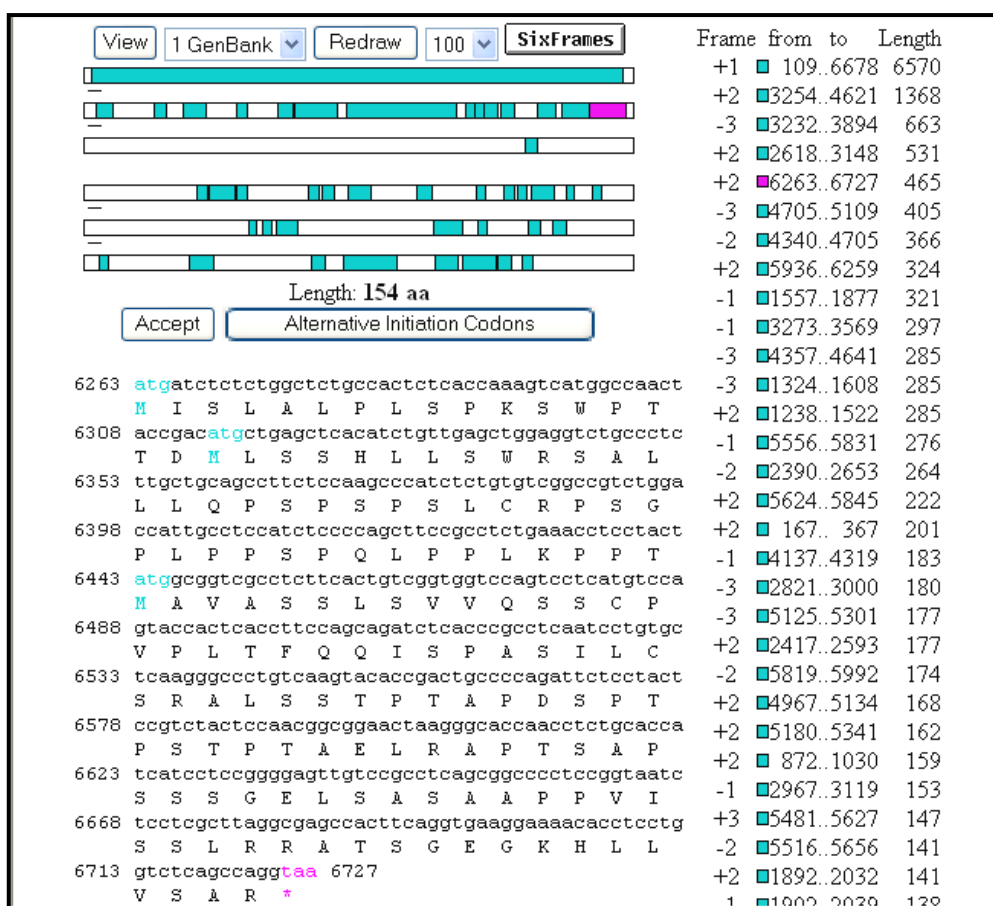 View 1 GenBank Redraw 100 SixFrames
Length: 154 aa
Accept Alternative Initiation Codons
6263 atgatctctctggctctgccactctcaccaaagtcatggccaact
M I S L A L P L S P K S W P T
6308 accgacatgctgagctcacatctgttgagctggaggtctgccctc
T D M L S S H L L S W R S A L
6353 ttgctgcagccttctccaagcccatctctgtgtcggccgtctgga
L L Q P S P S P S L C R P S G
6398 ccattgcctccatctccccagcttccgcctctgaaacctcctact
P L P P S P Q L P P L K P P T
6443 atggcggtcgcctcttcactgtcggtggtccagtcctcatgtcca
M A V A S S L S V V Q S S C P
6488 gtaccactcaccttccagcagatctcacccgcctcaatcctgtgc
V P L T F Q Q I S P A S I L C
6533 tcaagggccctgtcaagtacaccgactgccccagattctcctact
S R A L S S T P T A P D S P T
6578 ccgtctactccaacggcggaactaagggcaccaacctctgcacca
P S T P T A E L R A P T S A P
6623 tcatcctccggggagttgtccgcctcagcggcccctccggtaatc
S S S G E L S A S A A P P V I
6668 tcctcgcttaggcgagccacttcaggtgaaggaaaacacctcctg
S S L R R A T S G E G K H L L
6713 gtctcagccaggtaa 6727
V S A R *
Frame from to Length
+1 109..6678 6570
+2 3254..4621 1368
-3 3232..3894 663
+2 2618..3148 531
+2 6263..6727 465
-3 4705..5109 405
-2 4340..4705 366
+2 5936..6259 324
-1 1557..1877 321
-1 3273..3569 297
-3 4357..4641 285
-3 1324..1608 285
+2 1238..1522 285
-1 5556..5831 276
-2 2390..2653 264
+2 5624..5845 222
+2 167.. 367 201
-1 4137..4319 183
-3 2821..3000 180
-3 5125..5301 177
+2 2417..2593 177
-2 5819..5992 174
+2 4967..5134 168
+2 5180..5341 162
+2 872..1030 159
-1 2967..3119 153
+3 5481..5627 147
-2 5516..5656 141
+2 1892..2032 141
-1 1902..2039 138